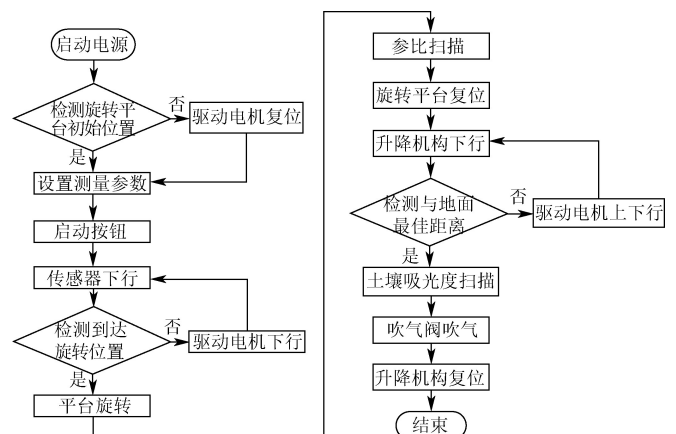 启动电源
检测旋转平
台初始位置
否
驱动电机复位
是
设置测量参数
启动按钮
传感器下行
检测到达
旋转位置
否
驱动电机下行
是
平台旋转
参比扫描
旋转平台复位
升降机构下行
检测与地面
最佳距离
否
驱动电机上下行
是
土壤吸光度扫描
吹气阀吹气
升降机构复位
结束